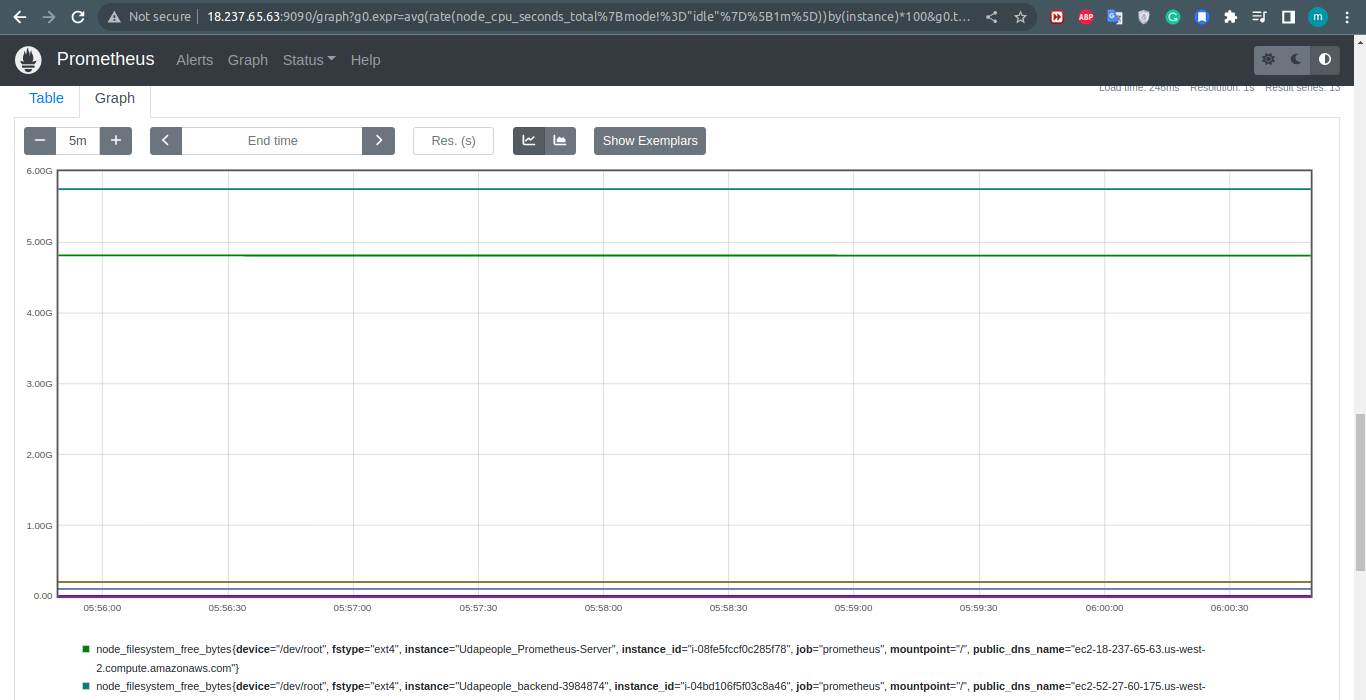 Not secure 18.237.65.63:9090/graph?g0.expr=avg(rate(node_cpu_seconds_total%7Bmode!%3D"idle"%7D%5B1m%5D))by(instance)*100&g0.t...
ABP
G
m
Prometheus Alerts Graph Status Help
Load time: 246ms Resolution: 1s Result series: 13
Table Graph
5m End time Res. (s) Show Exemplars
6.00G
5.00G
4.00G
3.00G
2.00G
1.00G
0.00
05:56:00 05:56:30 05:57:00 05:57:30 05:58:00 05:58:30 05:59:00 05:59:30 06:00:00 06:00:30
node_filesystem_free_bytes{device="/dev/root", fstype="ext4", instance="Udapeople_Prometheus-Server", instance_id="i-08fe5fccf0c285f78", job="prometheus", mountpoint="/", public_dns_name="ec2-18-237-65-63.us-west-
2.compute.amazonaws.com"}
node_filesystem_free_bytes{device="/dev/root", fstype="ext4", instance="Udapeople_backend-3984874", instance_id="i-04bd106f5f03c8a46", job="prometheus", mountpoint="/", public_dns_name="ec2-52-27-60-175.us-west-